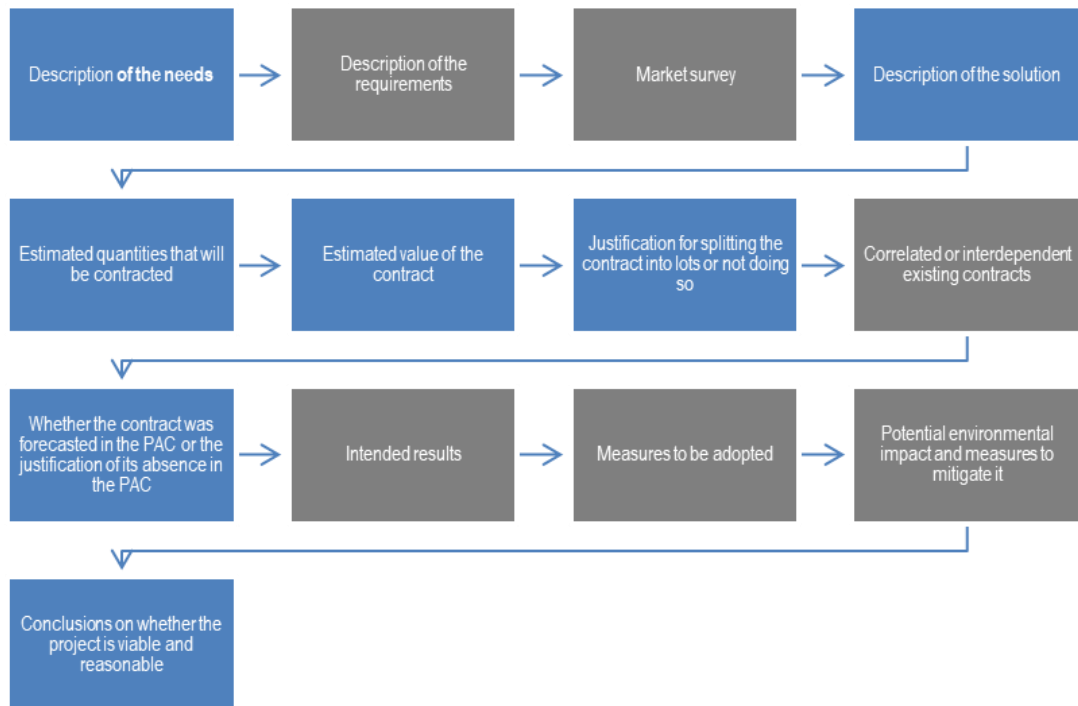 Description of the needs
Description of the
requirements
Market survey
Description of the solution
Estimated quantities that will
be contracted
Estimated value of the
contract
Justification for splitting the
contract into lots or not doing
so
Correlated or interdependent
existing contracts
Whether the contract was
forecasted in the PAC or the
justification of its absence in
the PAC
Intended results
Measures to be adopted
Potential environmental
impact and measures to
mitigate it
Conclusions on whether the
project is viable and
reasonable